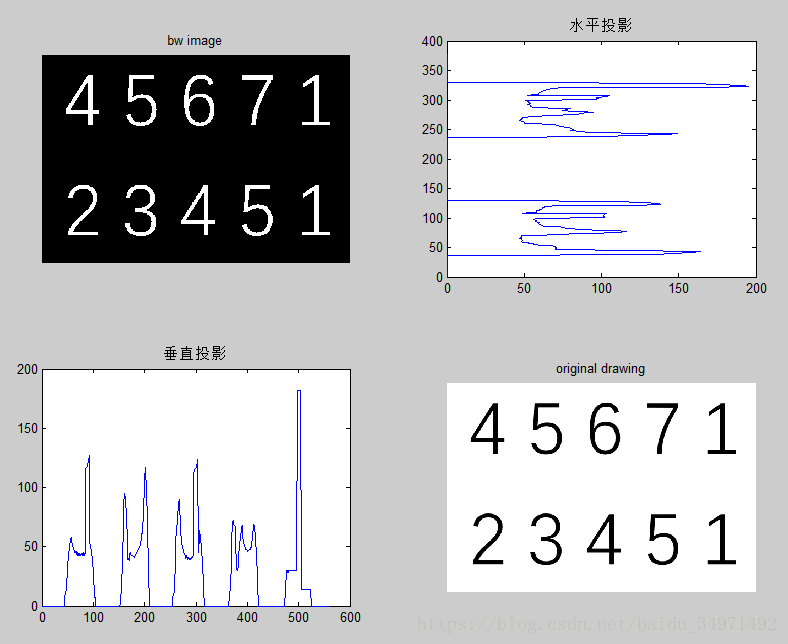 bw image
4 5 6 7 1
2 3 4 5 1
水平投影
400
350
300
250
200
150
100
50
0
0 50 100 150 200
垂直投影
200
150
100
50
0
0 100 200 300 400 500 600
original drawing
4 5 6 7 1
2 3 4 5 1
https://blog.csdn.net/baidu_34971492